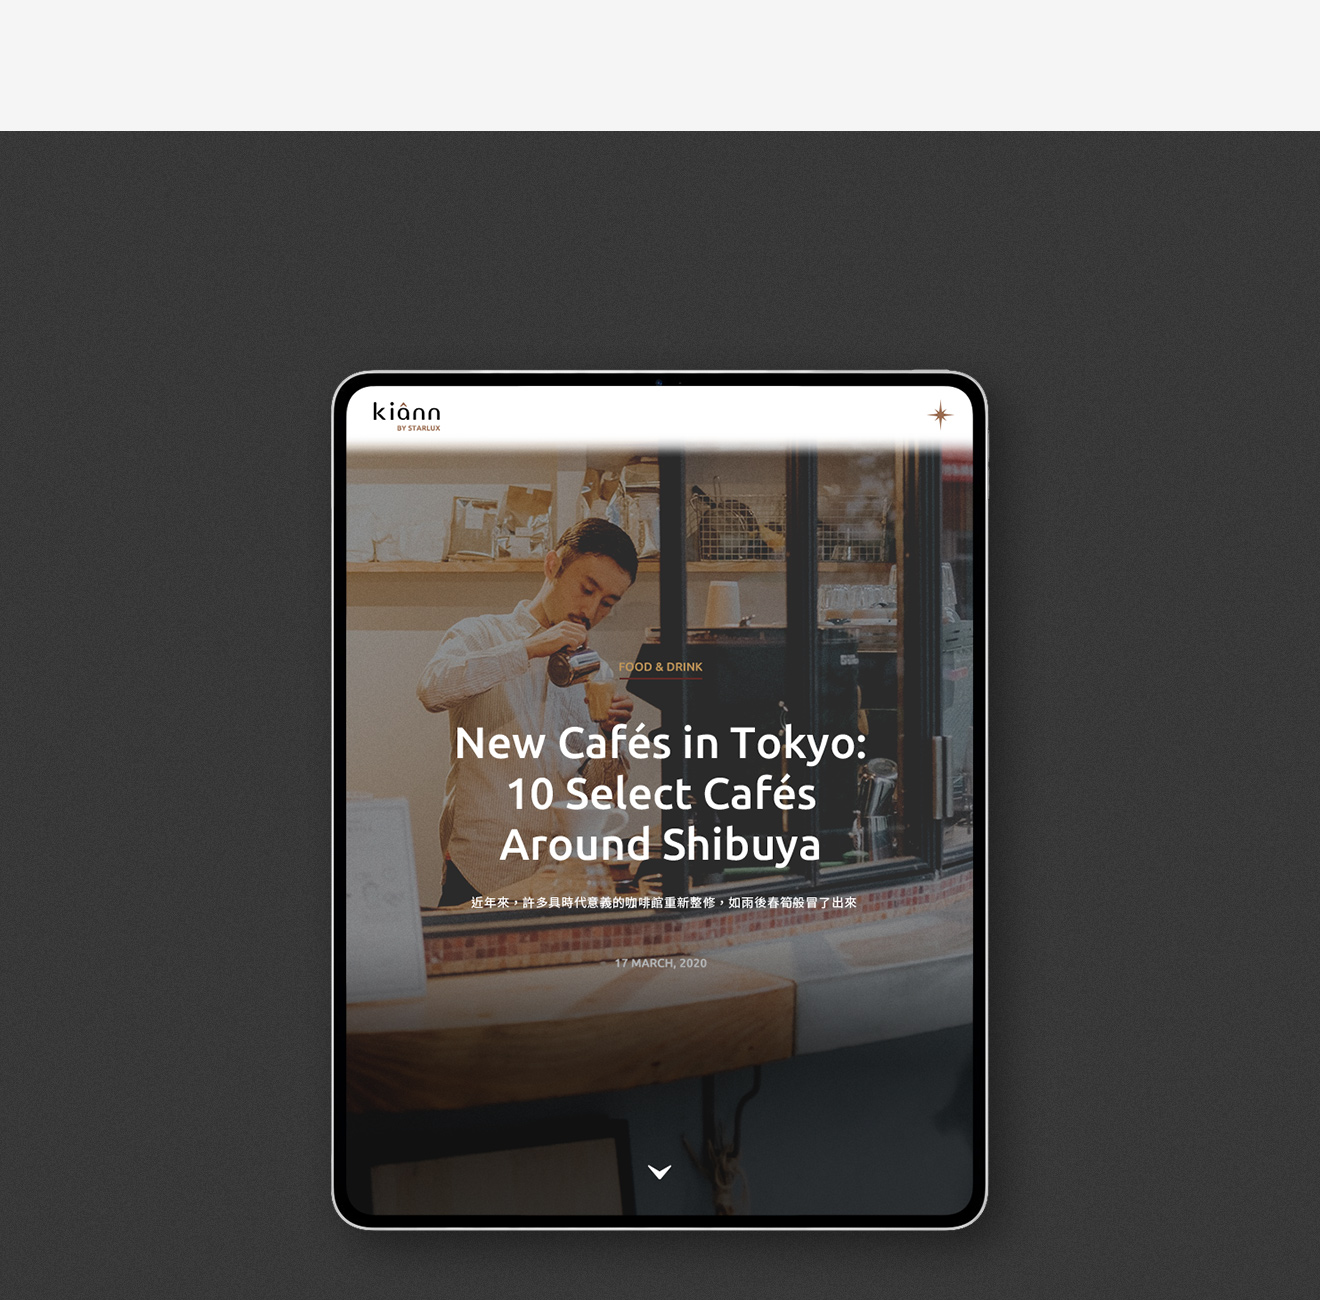 kiânn
BY STARLUX
FOOD & DRINK
New Cafés in Tokyo:
10 Select Cafés
Around Shibuya
近年來，許多具時代意義的咖啡館重新整修，如雨後春筍般冒了出來
17 MARCH, 2020